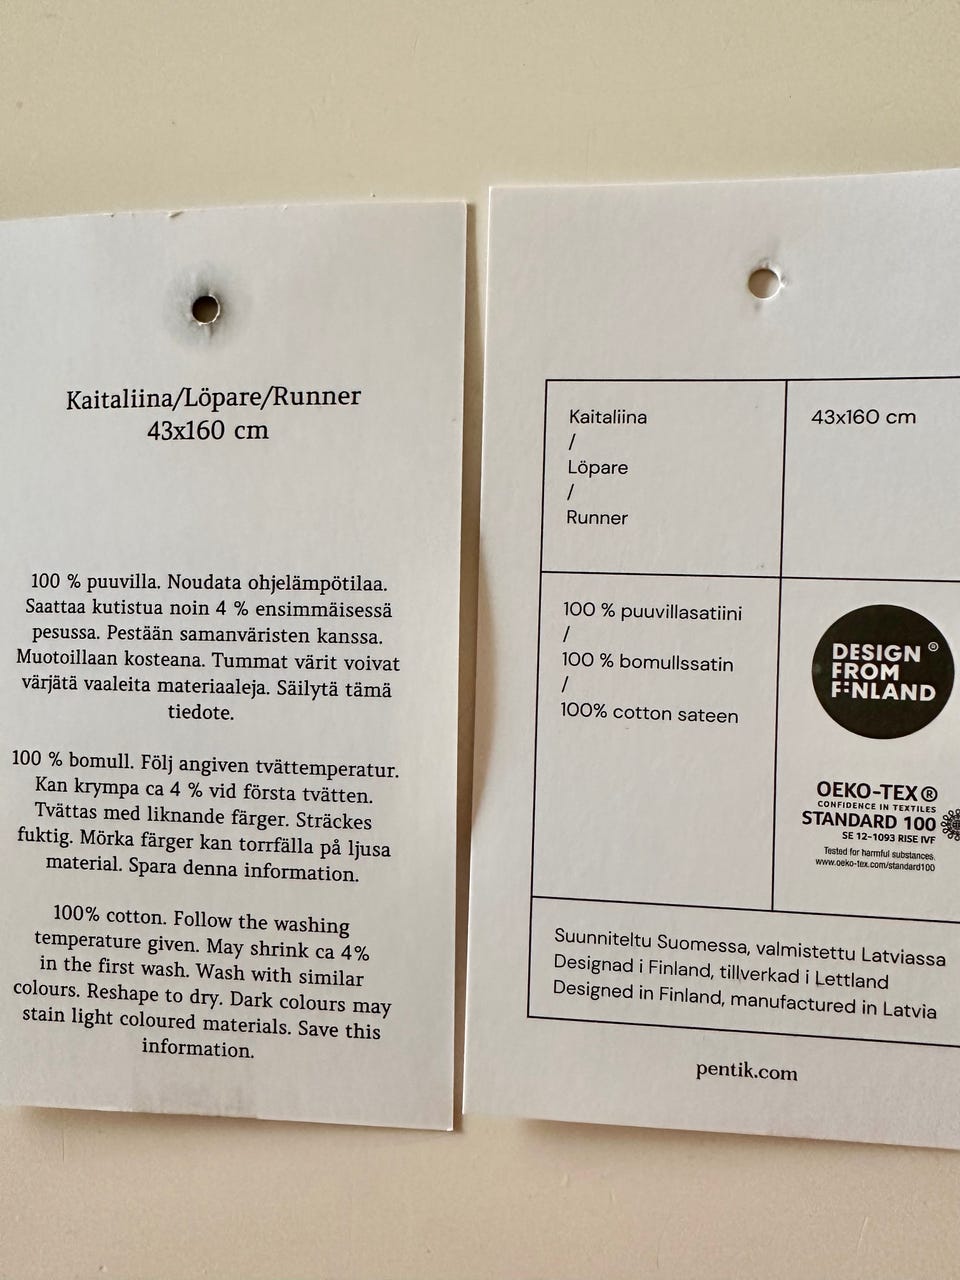 Kaitaliina/Löpare/Runner
43x160 cm
100 % puuvilla. Noudata ohjelämpötilaa.
Saattaa kutistua noin 4 % ensimmäisessä
pesussa. Pestään samanväristen kanssa.
Muotoillaan kosteana. Tummat värit voivat
värjätä vaaleita materiaaleja. Säilytä tämä
tiedote.
100 % bomull. Följ angiven tvättemperatur.
Kan krympa ca 4 % vid första tvätten.
Tvättas med liknande färger. Sträckes
fuktig. Mörka färger kan torrfälla på ljusa
material. Spara denna information.
100% cotton. Follow the washing
temperature given. May shrink ca 4%
in the first wash. Wash with similar
colours. Reshape to dry. Dark colours may
stain light coloured materials. Save this
information.
Kaitaliina
/
Löpare
/
Runner
43x160 cm
100 % puuvillasatiini
/
100 % bomullssatin
/
100% cotton sateen
DESIGN ®
FROM
FINLAND
OEKO-TEX®
CONFIDENCE IN TEXTILES
STANDARD 100
SE 12-1093 RISE IVF
Tested for harmful substances.
www.oeko-tex.com/standard100
Suunniteltu Suomessa, valmistettu Latviassa
Designad i Finland, tillverkad i Lettland
Designed in Finland, manufactured in Latvia
pentik.com